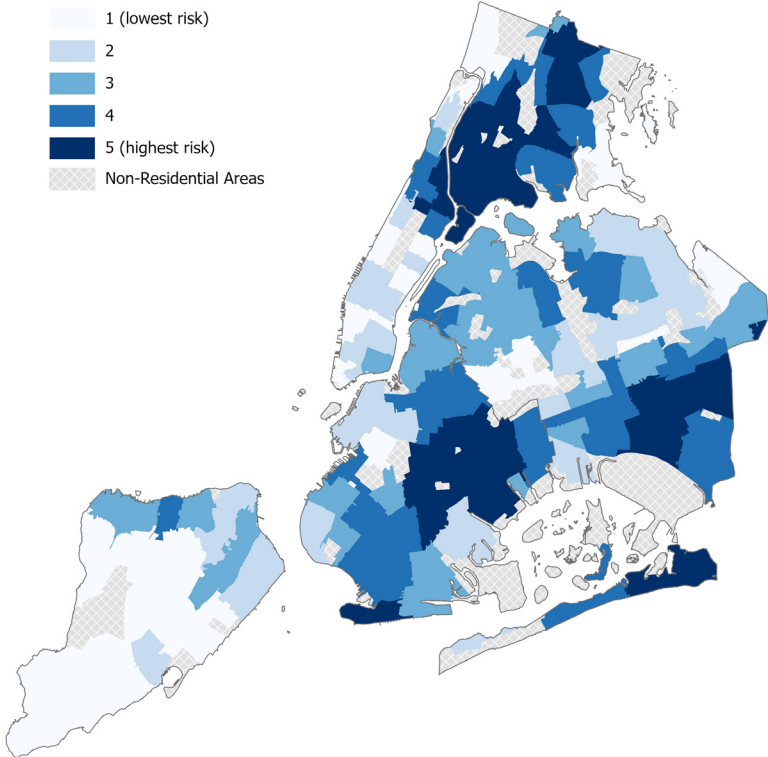 1 (lowest risk)
2
3
4
5 (highest risk)
Non-Residential Areas